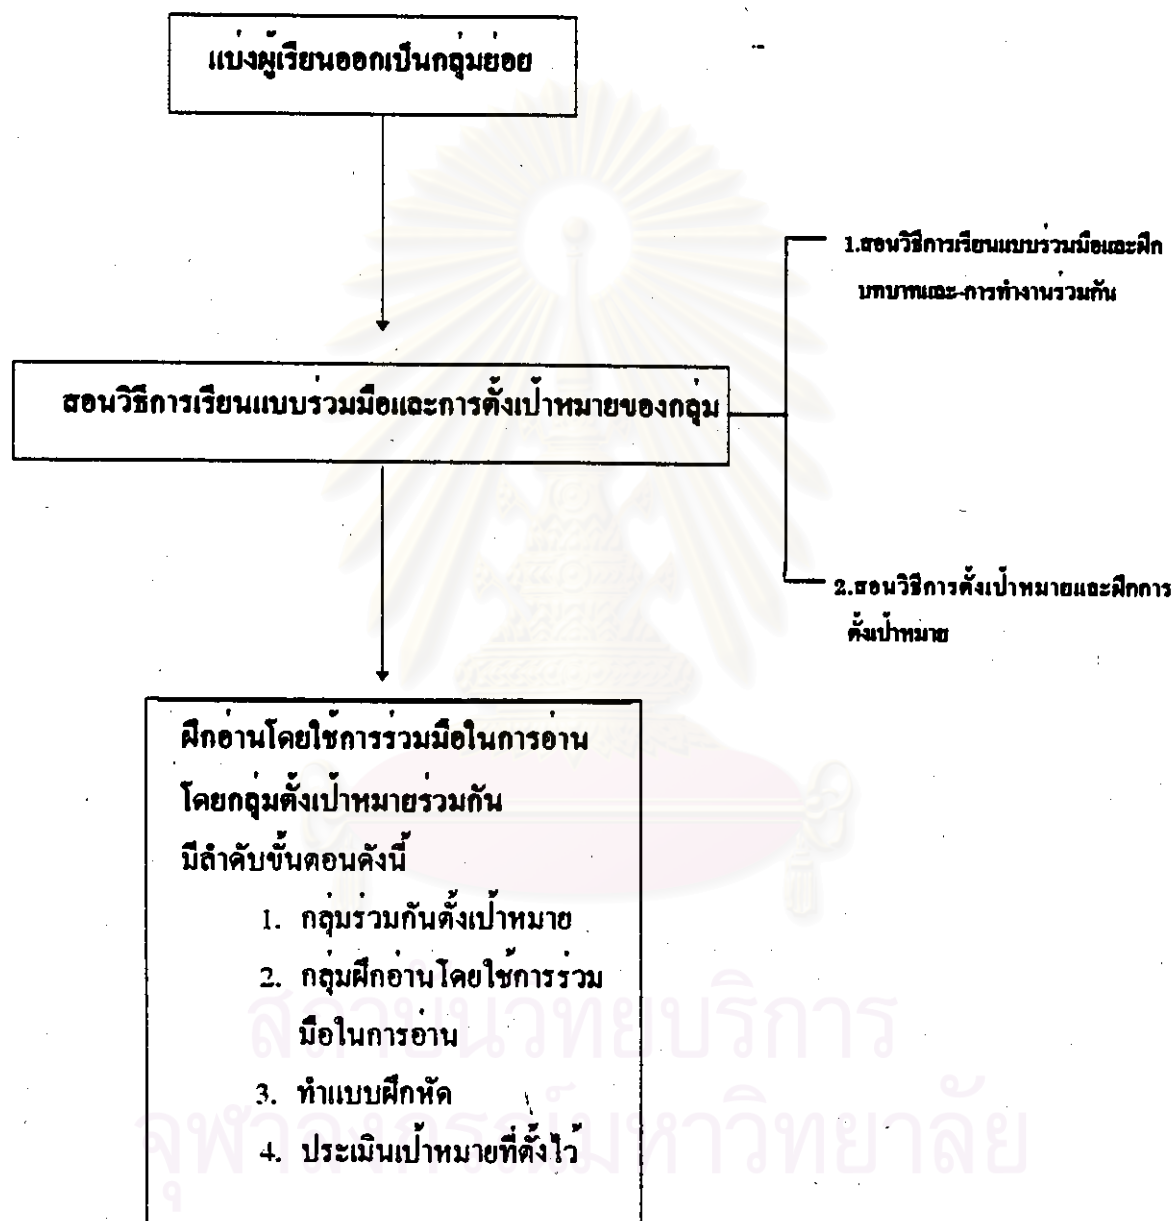 แบ่งผู้เรียนออกเป็นกลุ่มย่อย
1.สอนวิธีการเรียนแบบร่วมมือและฝึก
บทบาทและ-การทำงานร่วมกัน
สอนวิธีการเรียนแบบร่วมมือและการตั้งเป้าหมายของกลุ่ม
2.สอนวิธีการตั้งเป้าหมายและฝึกการ
ตั้งเป้าหมาย
ฝึกอ่านโดยใช้การร่วมมือในการอ่าน
โดยกลุ่มตั้งเป้าหมายร่วมกัน
มีลำดับขั้นตอนดังนี้
1. กลุ่มร่วมกันตั้งเป้าหมาย
2. กลุ่มฝึกอ่านโดยใช้การร่วม
มือในการอ่าน
3. ทำแบบฝึกหัด
4. ประเมินเป้าหมายที่ตั้งไว้
สถาบันวิทยบริการ
จุฬาลงกรณ์มหาวิทยาลัย